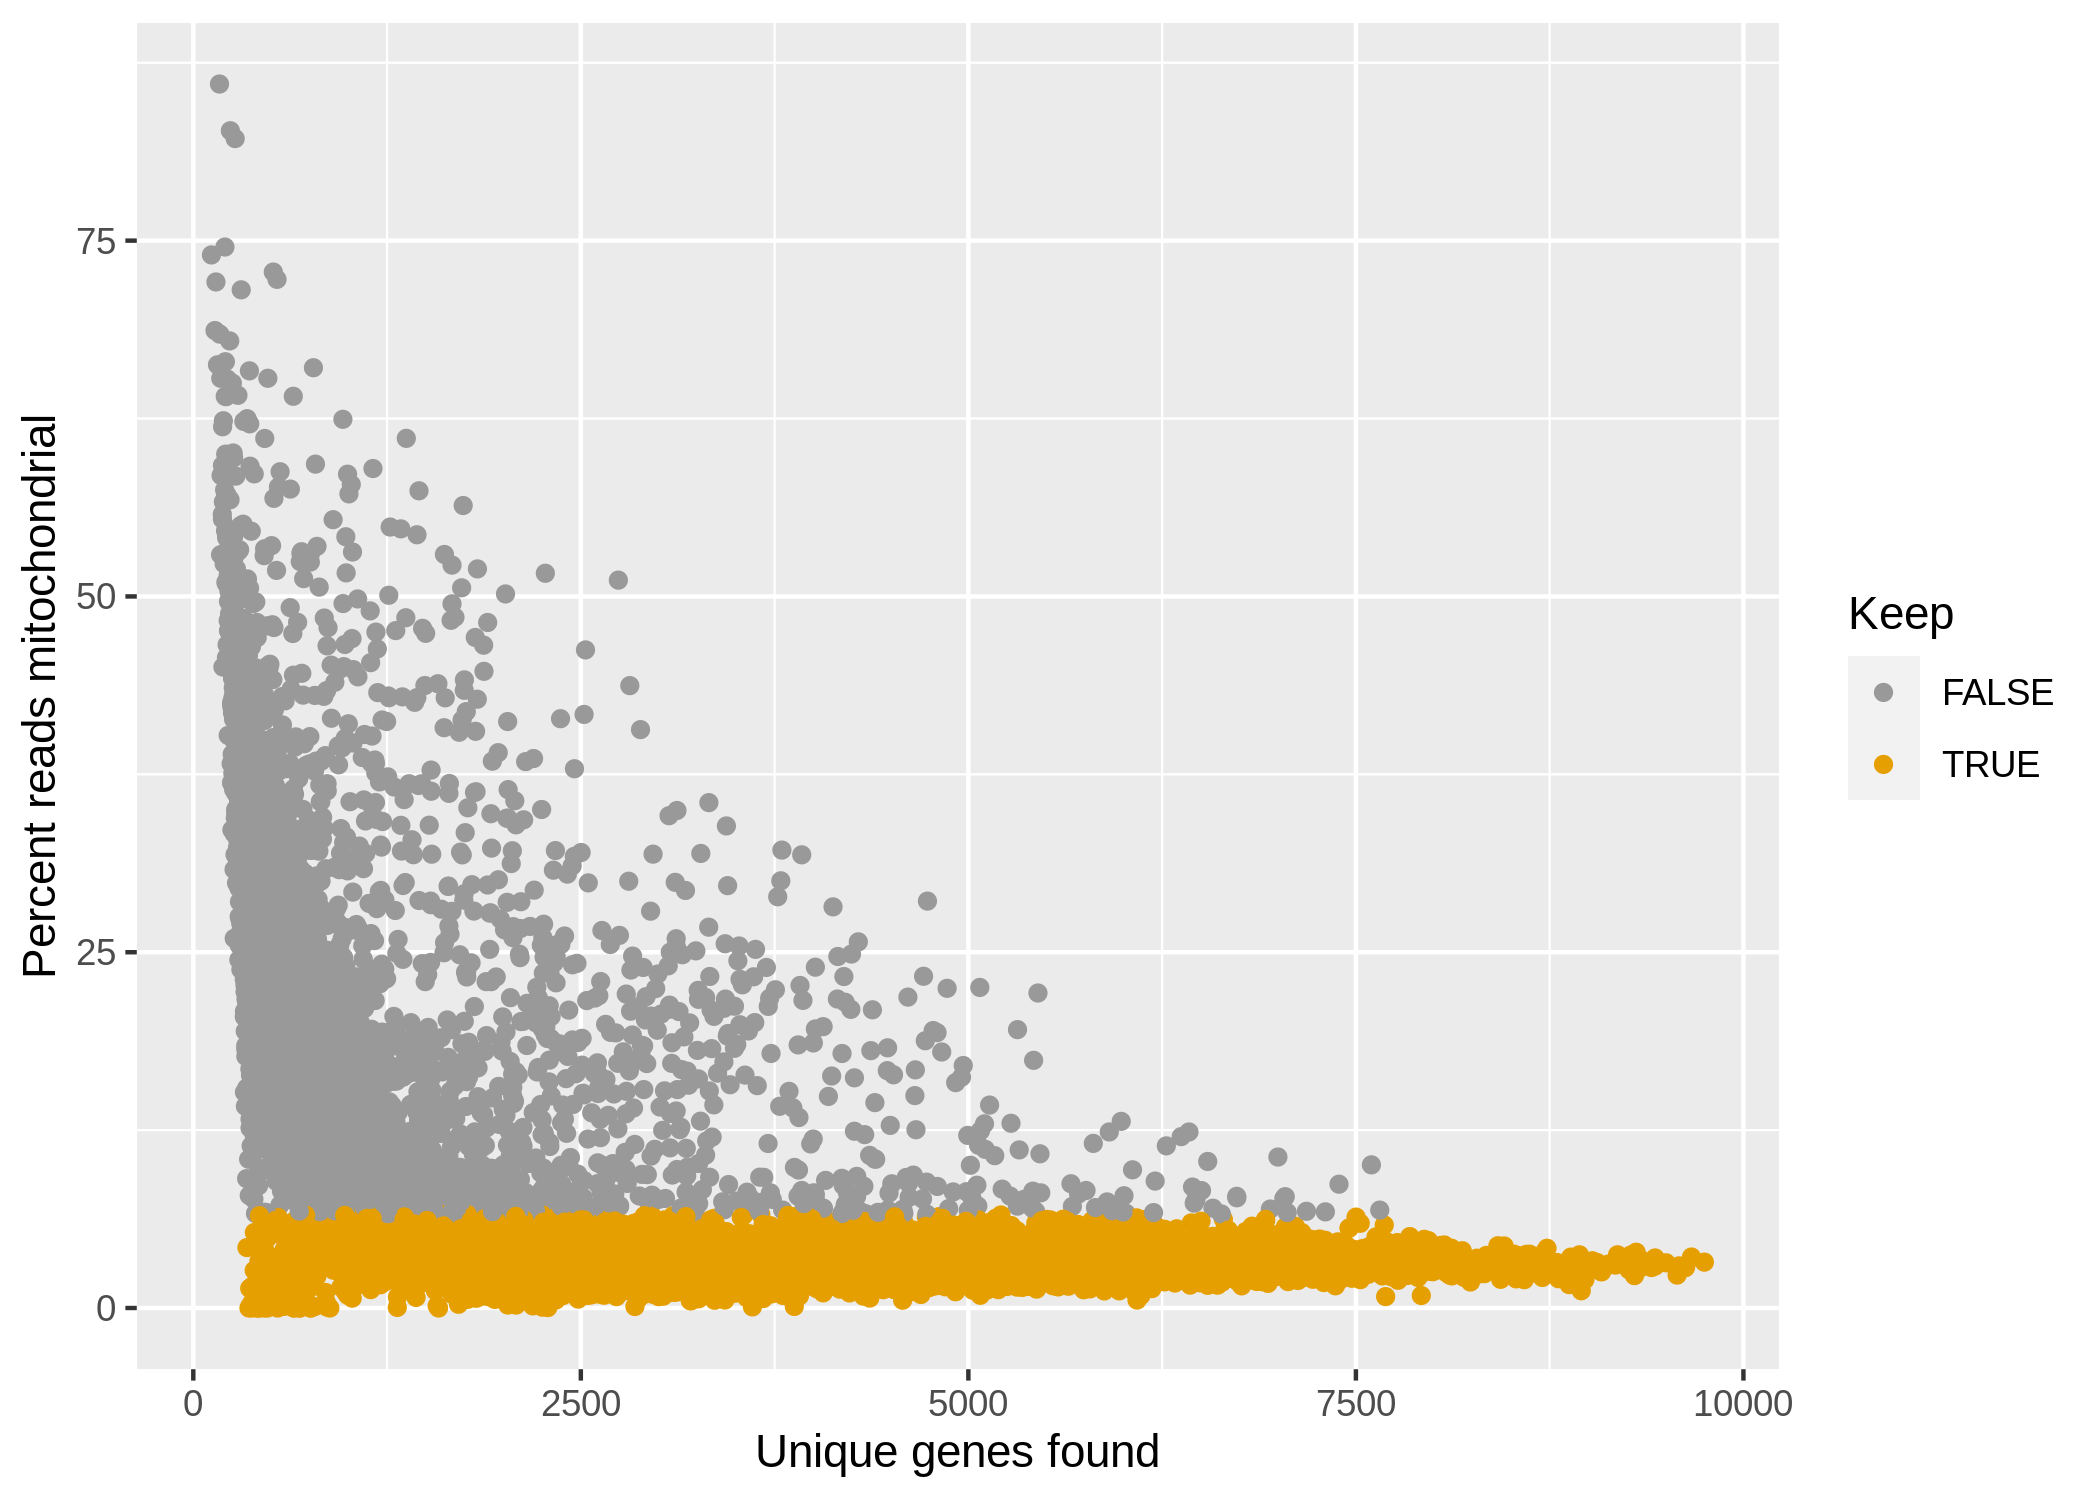 Percent reads mitochondrial
75
50
25
0
0 2500 5000 7500 10000
Unique genes found
Keep
FALSE
TRUE